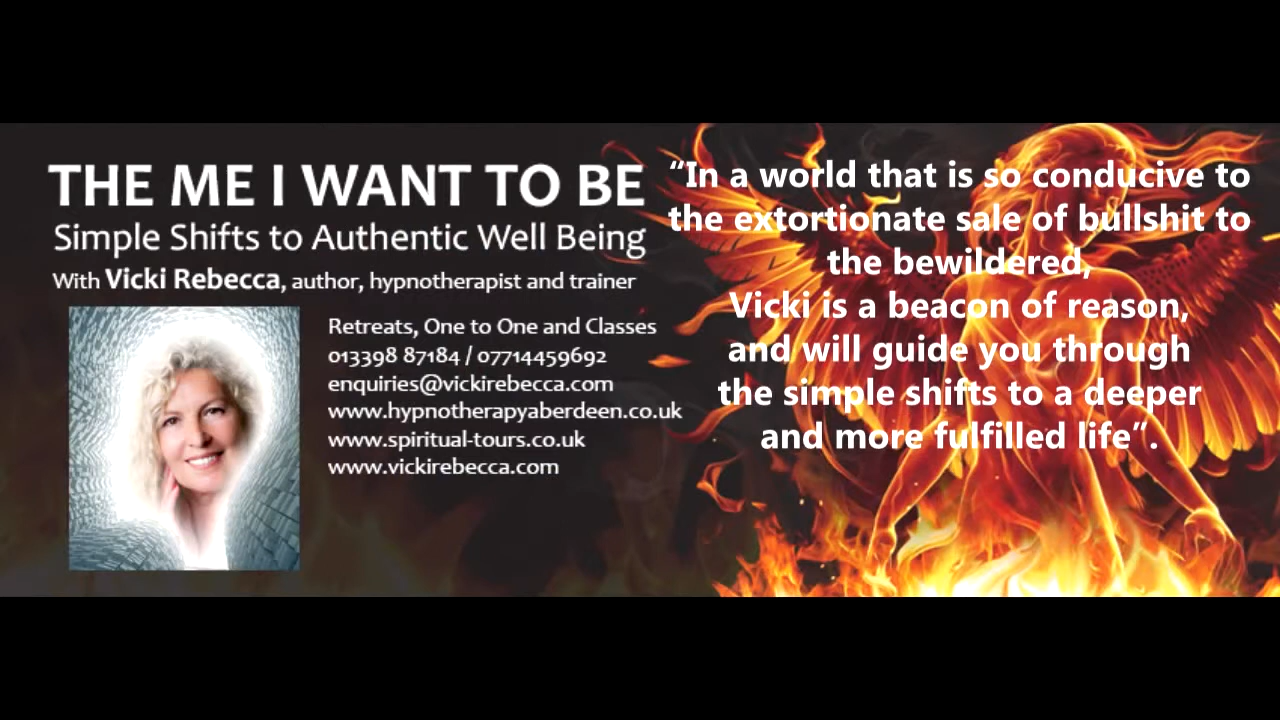 THE ME I WANT TO BE
Simple Shifts to Authentic Well Being
With Vicki Rebecca, author, hypnotherapist and trainer
Retreats, One to One and Classes
013398 87184 / 07714459692
enquiries@vickirebecca.com
www.hypnotherapyaberdeen.co.uk
www.spiritual-tours.co.uk
www.vickirebecca.com
“In a world that is so conducive to
the extortionate sale of bullshit to
the bewildered,
Vicki is a beacon of reason,
and will guide you through
the simple shifts to a deeper
and more fulfilled life”.